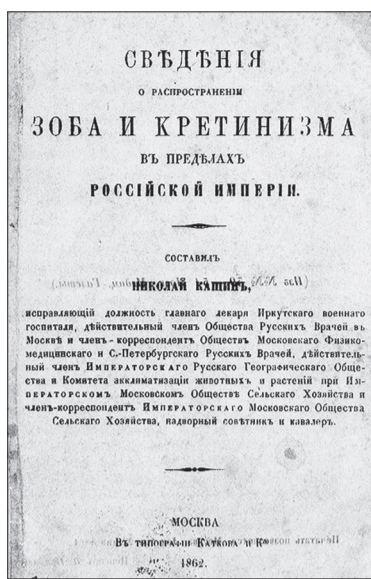 СВѢДѢНІЯ
О РАСПРОСТРАНЕНІИ
ЗОБА И КРЕТИНИЗМА
ВЪ ПРЕДѢЛАХЪ
РОССІЙСКОЙ ИМПЕРІИ.
СОСТАВИЛЪ
НИКОЛАЙ КАШИНЪ,
исправляющій должность главнаго лекаря Иркутскаго военнаго
госпиталя, дѣйствительный членъ Общества Русскихъ Врачей въ
Москвѣ и членъ-корреспондентъ Обществъ Московскаго Физико-
медицинскаго и С.-Петербургскаго Русскихъ Врачей, дѣйствитель-
ный членъ Императорскаго Русскаго Географическаго Обще-
ства и Комитета акклиматизаціи животныхъ и растеній при Им-
ператорскомъ Московскомъ Обществѣ Сельскаго Хозяйства и
членъ-корреспондентъ Императорскаго Московскаго Общества
Сельскаго Хозяйства, надворный совѣтникъ и кавалеръ.
МОСКВА
Въ типографіи Каткова и Кº
1862.